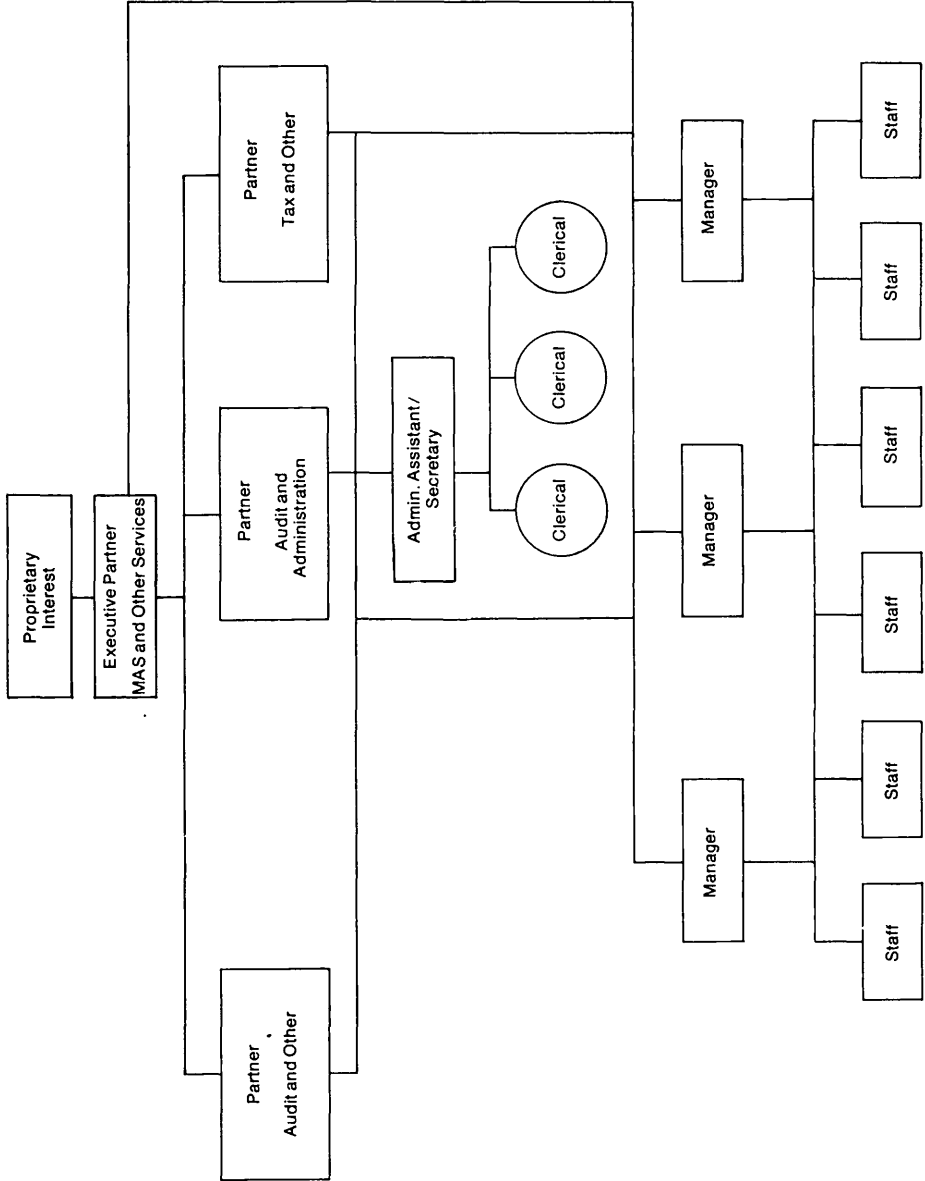 Proprietary
Interest
Executive Partner
MAS and Other Services
Partner
Audit and Other
Partner
Audit and
Administration
Partner
Tax and Other
Admin. Assistant/
Secretary
Clerical
Clerical
Clerical
Manager
Manager
Manager
Staff
Staff
Staff
Staff
Staff
Staff